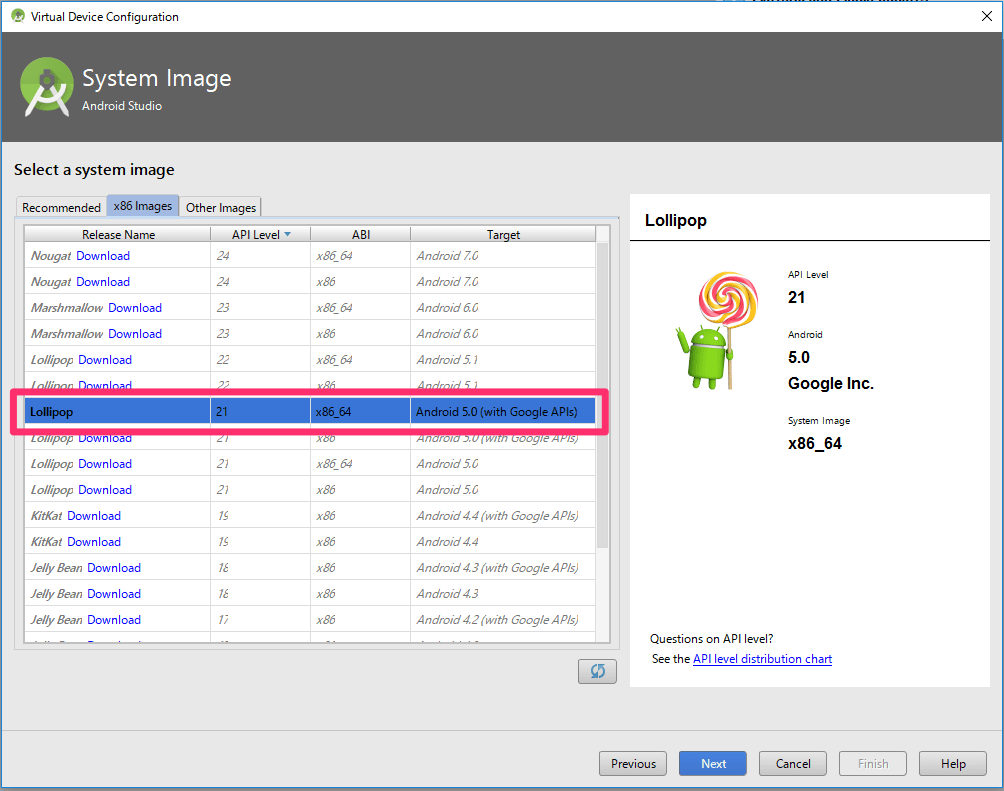 Virtual Device Configuration
System Image
Android Studio
Select a system image
Recommended x86 Images Other Images
Release Name API Level ABI Target
Nougat Download 24 x86_64 Android 7.0
Nougat Download 24 x86 Android 7.0
Marshmallow Download 23 x86_64 Android 6.0
Marshmallow Download 23 x86 Android 6.0
Lollipop Download 22 x86_64 Android 5.1
Lollipop Download 22 x86 Android 5.1
Lollipop 21 x86_64 Android 5.0 (with Google APIs)
Lollipop Download 21 x86 Android 5.0 (with Google APIs)
Lollipop Download 21 x86_64 Android 5.0
Lollipop Download 21 x86 Android 5.0
KitKat Download 19 x86 Android 4.4 (with Google APIs)
KitKat Download 19 x86 Android 4.4
Jelly Bean Download 18 x86 Android 4.3 (with Google APIs)
Jelly Bean Download 18 x86 Android 4.3
Jelly Bean Download 17 x86 Android 4.2 (with Google APIs)
Lollipop
API Level
21
Android
5.0
Google Inc.
System Image
x86_64
Questions on API level?
See the API level distribution chart
Previous Next Cancel Finish Help